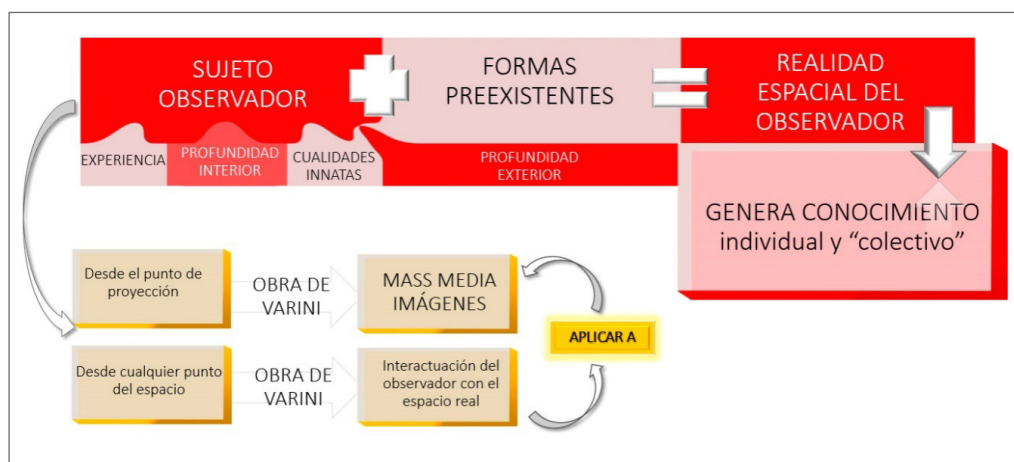 SUJETO
OBSERVADOR
FORMAS
PREEXISTENTES
REALIDAD
ESPACIAL DEL
OBSERVADOR
EXPERIENCIA
PROFUNDIDAD
INTERIOR
CUALIDADES
INNATAS
PROFUNDIDAD
EXTERIOR
GENERA CONOCIMIENTO
individual y “colectivo”
Desde el punto de
proyección
OBRA DE
VARINI
MASS MEDIA
IMÁGENES
APLICAR A
Desde cualquier punto
del espacio
OBRA DE
VARINI
Interactuación del
observador con el
espacio real